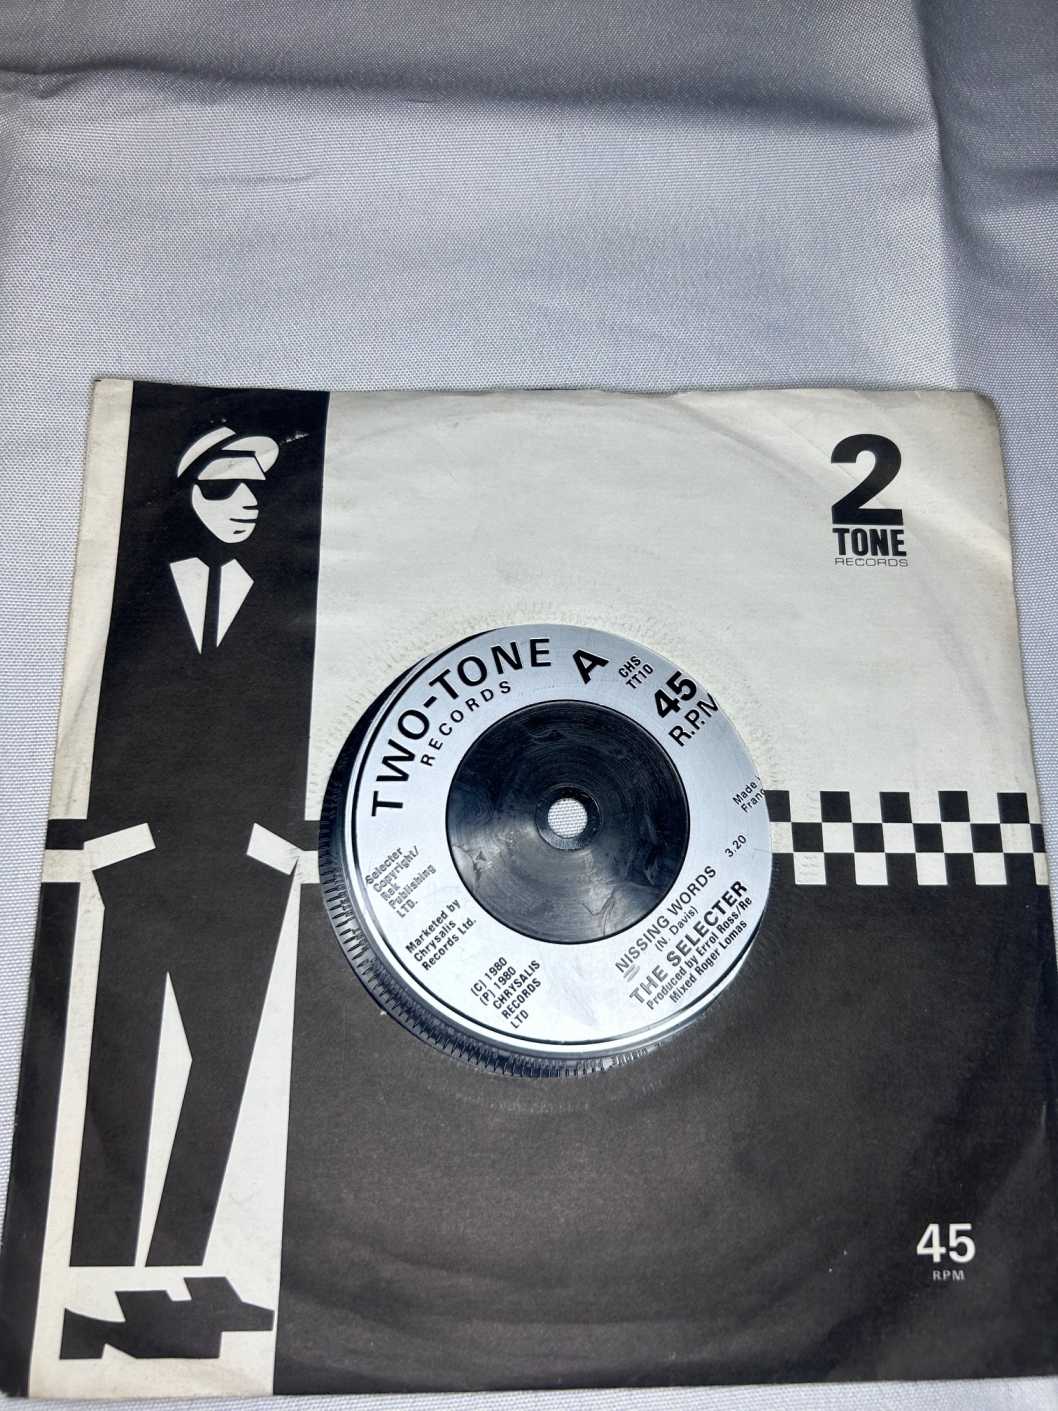 2
TONE
RECORDS
TWO-TONE
RECORDS
A
CHS
TT10
45
R.P.M
Made
Selecter
Copyright/
Rek
Publishing
LTD.
Marketed by
Chrysalis
Records Ltd.
(C) 1980
(P) 1980
CHRYSALIS
RECORDS
LTD
NISSING WORDS 3.20
(N. Davis)
THE SELECTER
Produced by Errol Ross/Re
Mixed Roger Lomas
45
RPM